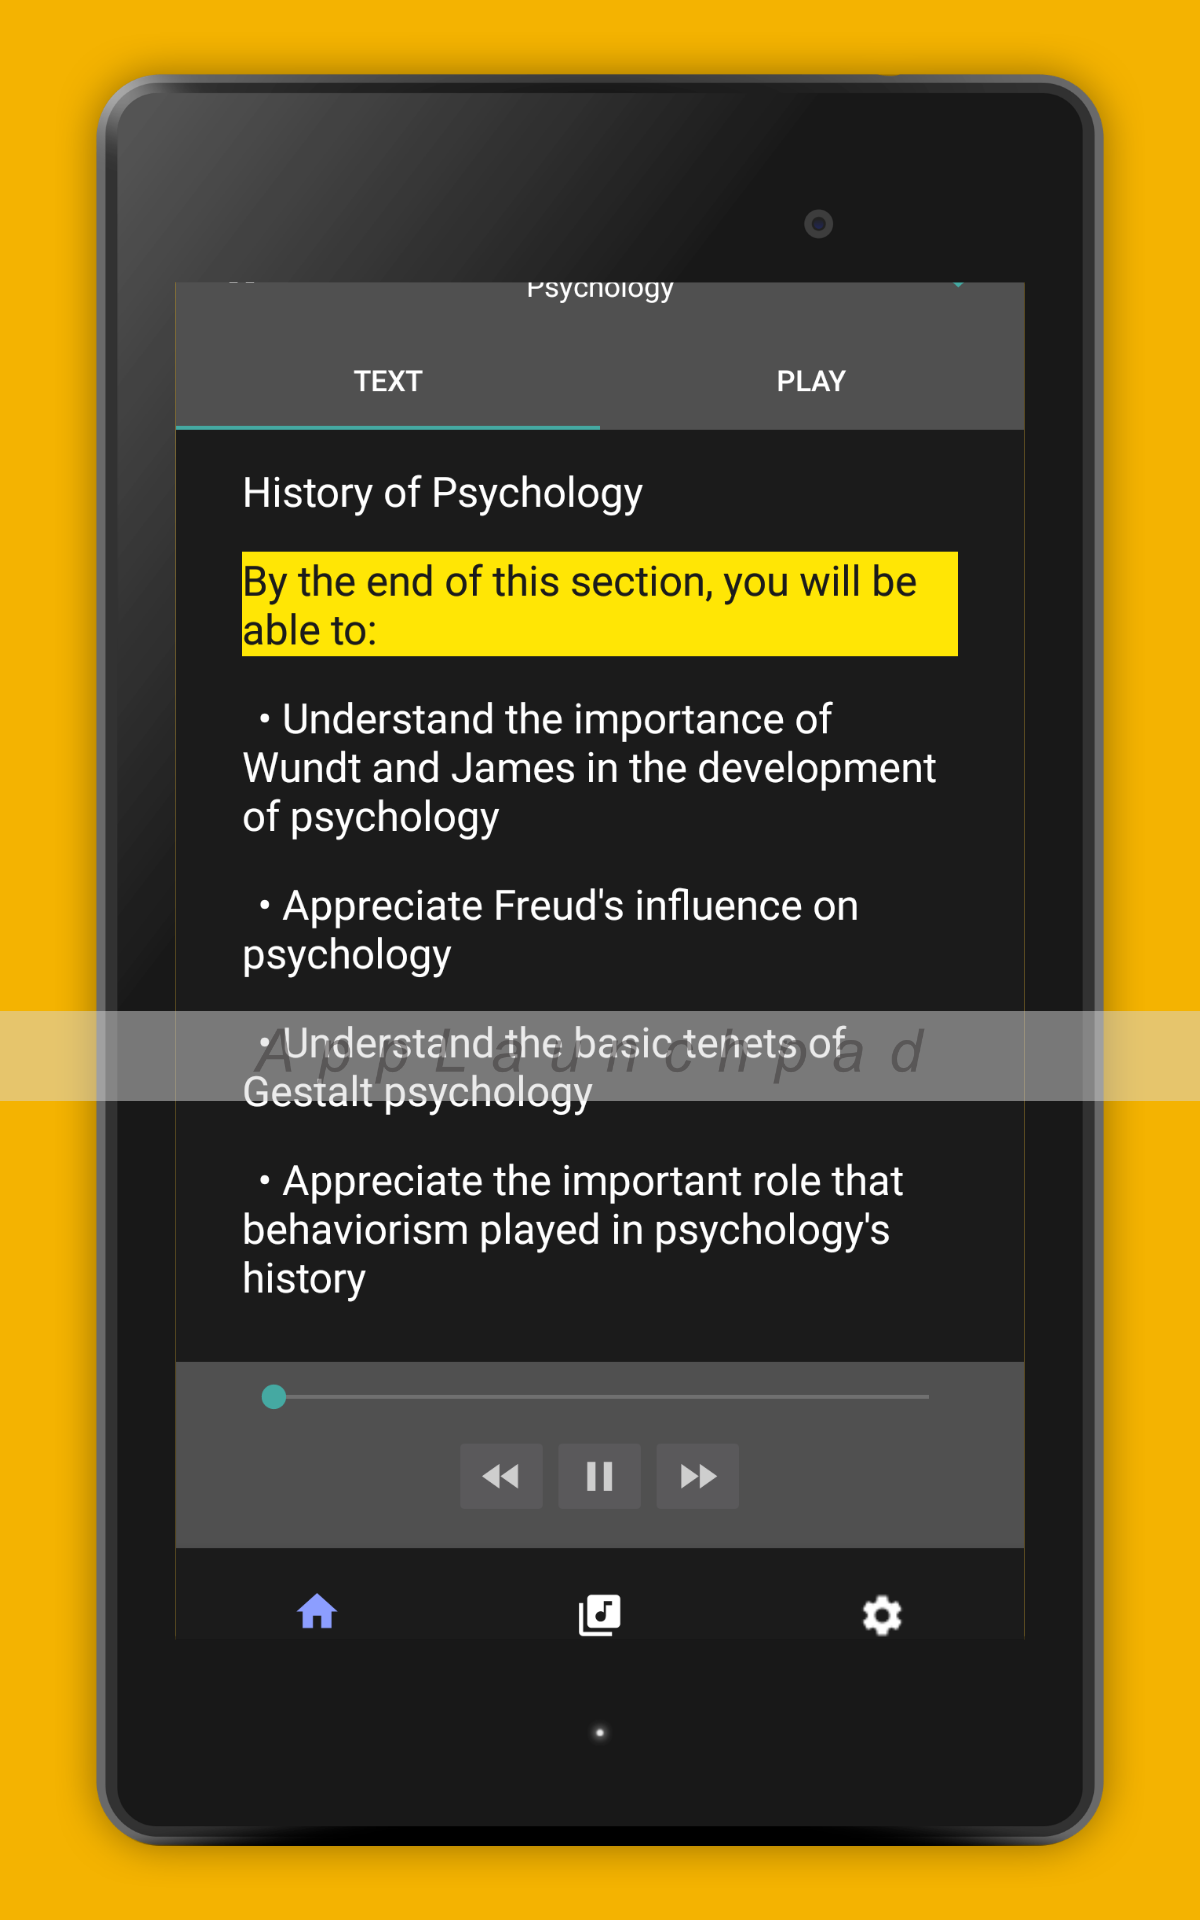 Psychology
TEXT
PLAY
History of Psychology
By the end of this section, you will be
able to:
• Understand the importance of
Wundt and James in the development
of psychology
• Appreciate Freud's influence on
psychology
• Understand the basic tenets of
Gestalt psychology
AppLaunchpad
• Appreciate the important role that
behaviorism played in psychology's
history